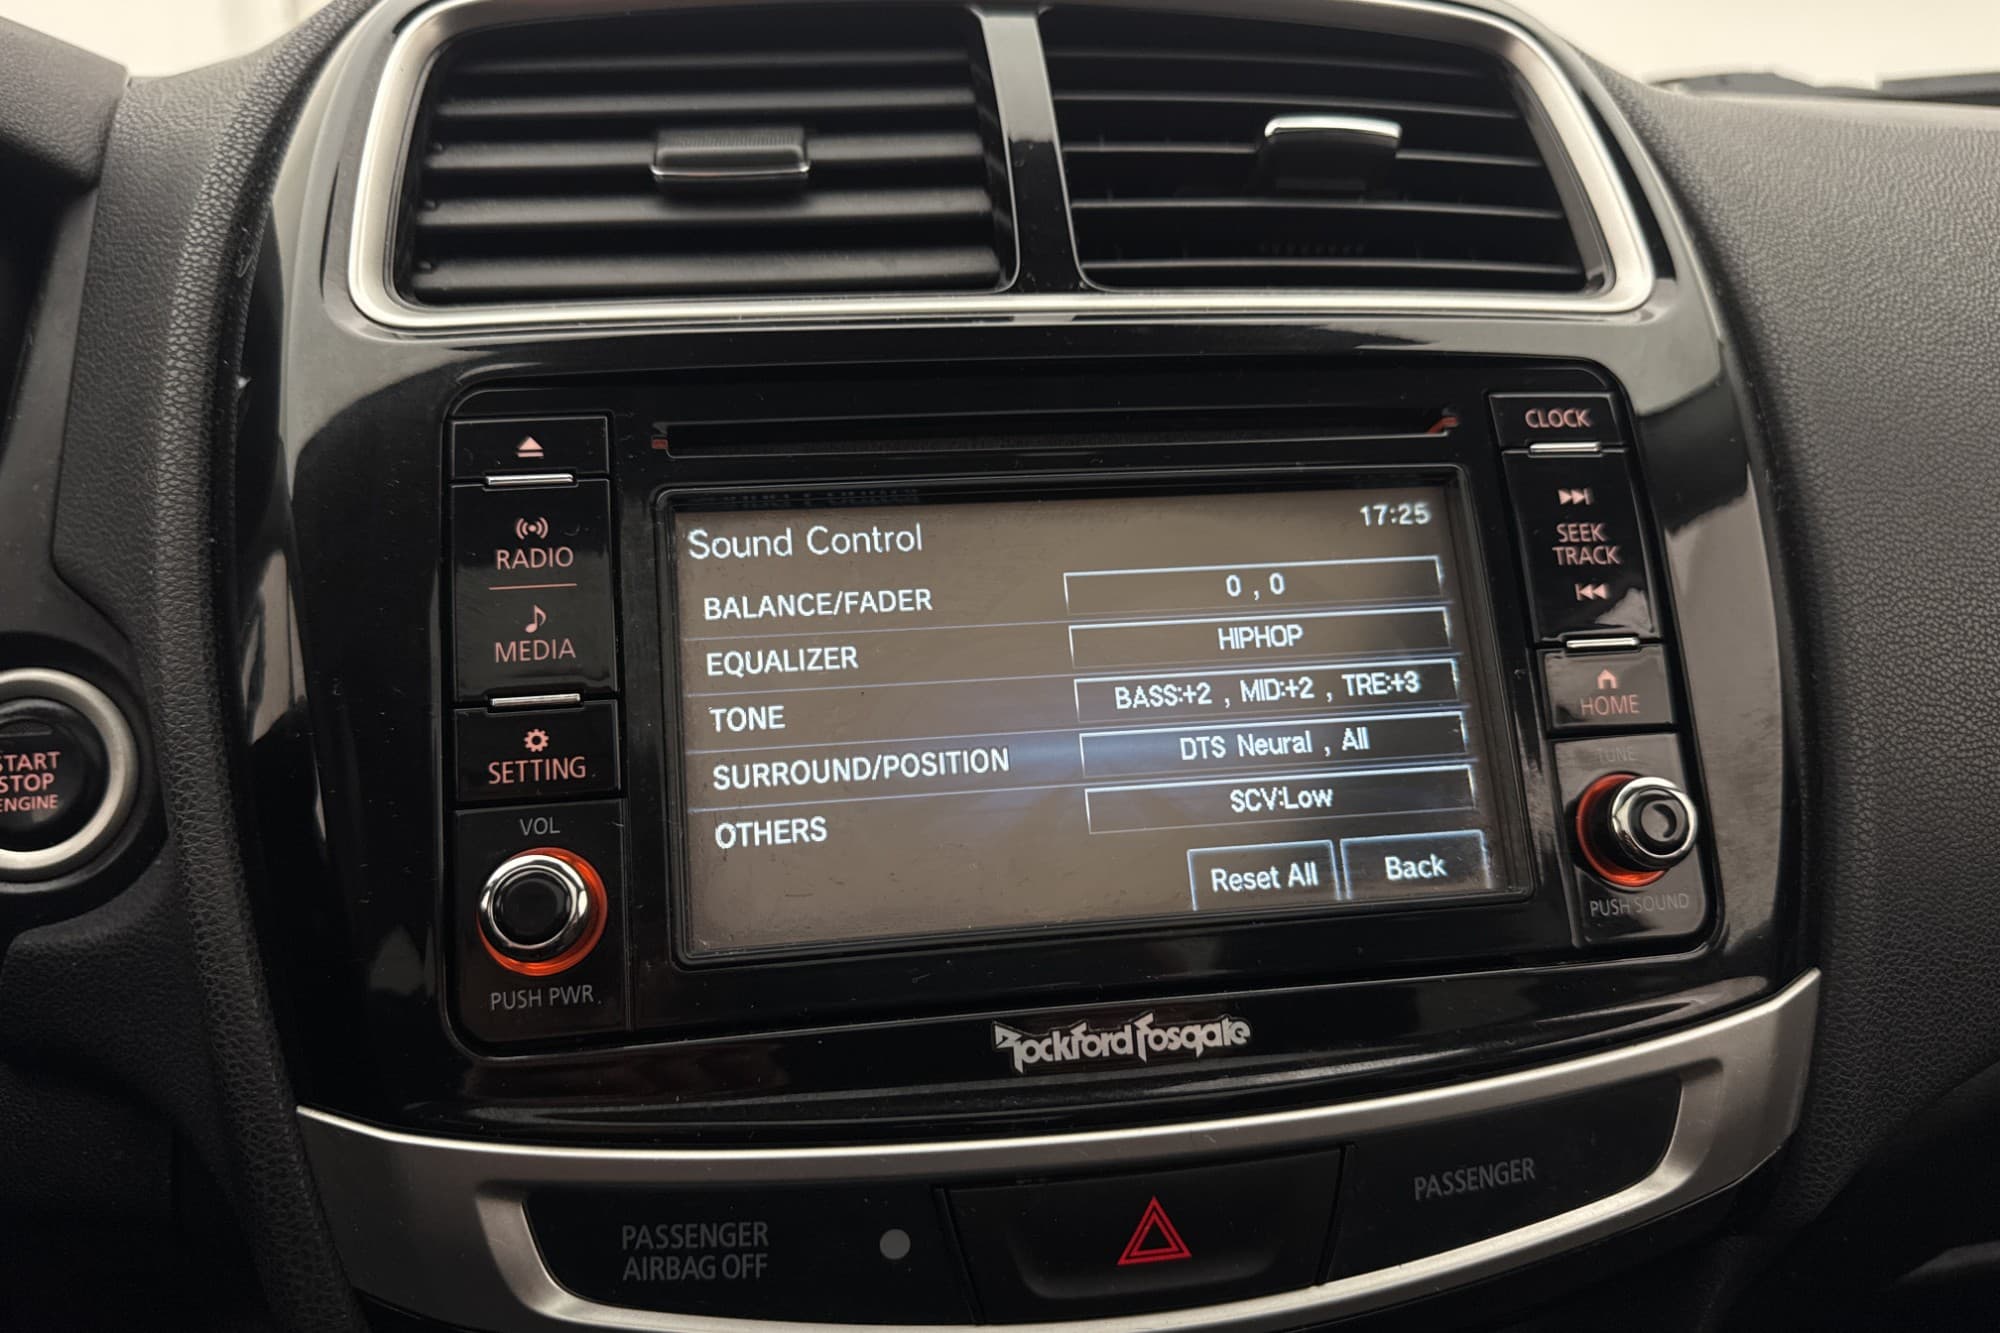 CLOCK
RADIO
MEDIA
SETTING
VOL
PUSH PWR
START
STOP
ENGINE
Sound Control
17:25
BALANCE/FADER
0 , 0
EQUALIZER
HIPHOP
TONE
BASS:+2 , MID:+2 , TRE:+3
SURROUND/POSITION
DTS Neural , All
OTHERS
SCV:Low
Reset All
Back
SEEK
TRACK
HOME
TUNE
PUSH SOUND
Rockford Fosgate
PASSENGER
AIRBAG OFF
PASSENGER